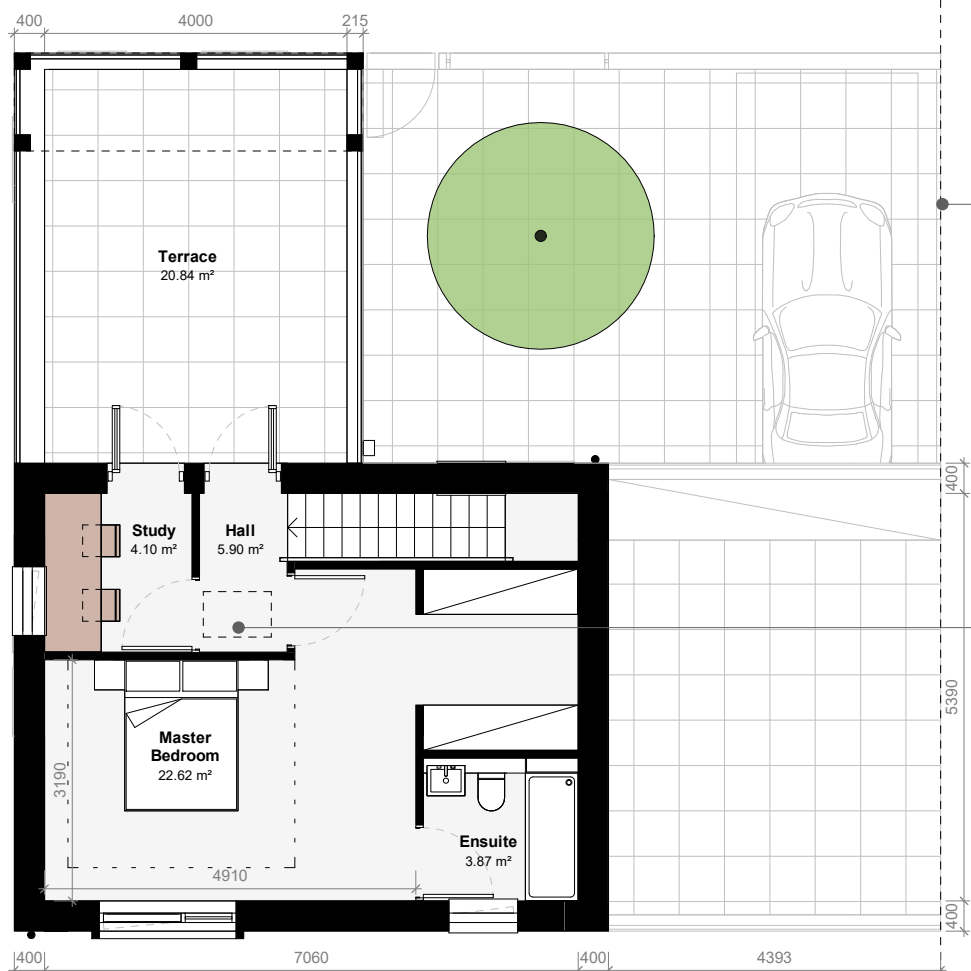 400 4000 215
Terrace
20.84 m²
400
Study
4.10 m²
Hall
5.90 m²
5390
Master
Bedroom
22.62 m²
3190
Ensuite
3.87 m²
4910
400
400 7060 400 4393